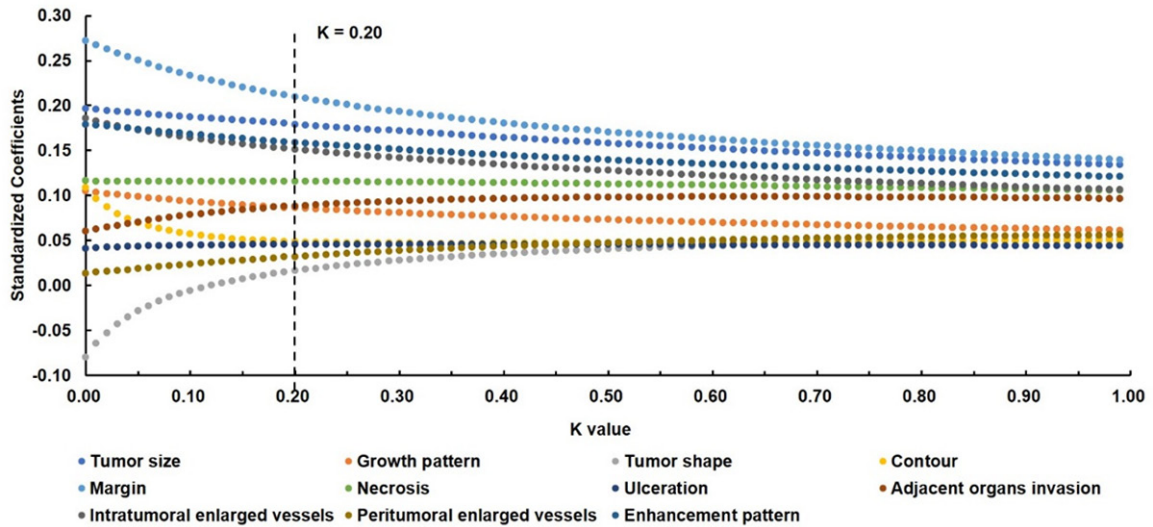 0.30
K = 0.20
0.25
0.20
0.15
0.10
0.05
0.00
-0.05
-0.10
Standardized Coefficients
0.00 0.10 0.20 0.30 0.40 0.50 0.60 0.70 0.80 0.90 1.00
K value
Tumor size Growth pattern Tumor shape Contour
Margin Necrosis Ulceration Adjacent organs invasion
Intratumoral enlarged vessels Peritumoral enlarged vessels Enhancement pattern